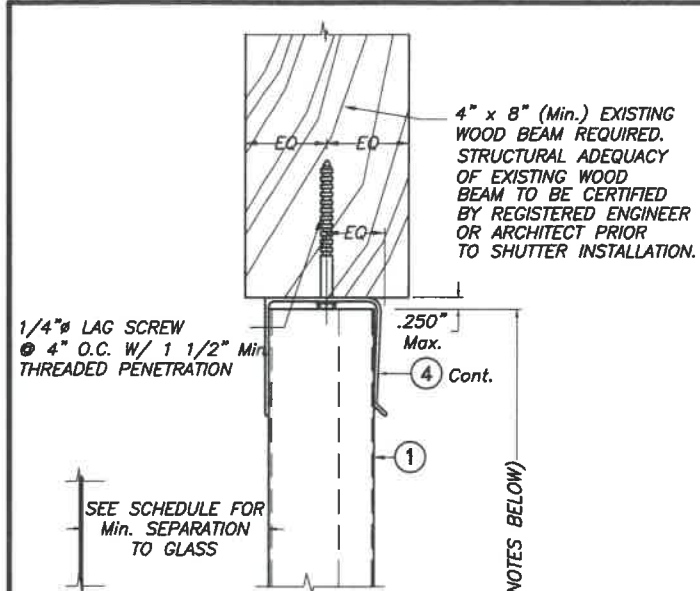 4" x 8" (Min.) EXISTING
WOOD BEAM REQUIRED.
STRUCTURAL ADEQUACY
OF EXISTING WOOD
BEAM TO BE CERTIFIED
BY REGISTERED ENGINEER
OR ARCHITECT PRIOR
TO SHUTTER INSTALLATION.
EQ EQ
EQ
1/4"ø LAG SCREW
@ 4" O.C. W/ 1 1/2" Min.
THREADED PENETRATION
.250"
Max.
4 Cont.
1
SEE SCHEDULE FOR
Min. SEPARATION
TO GLASS
NOTES BELOW)